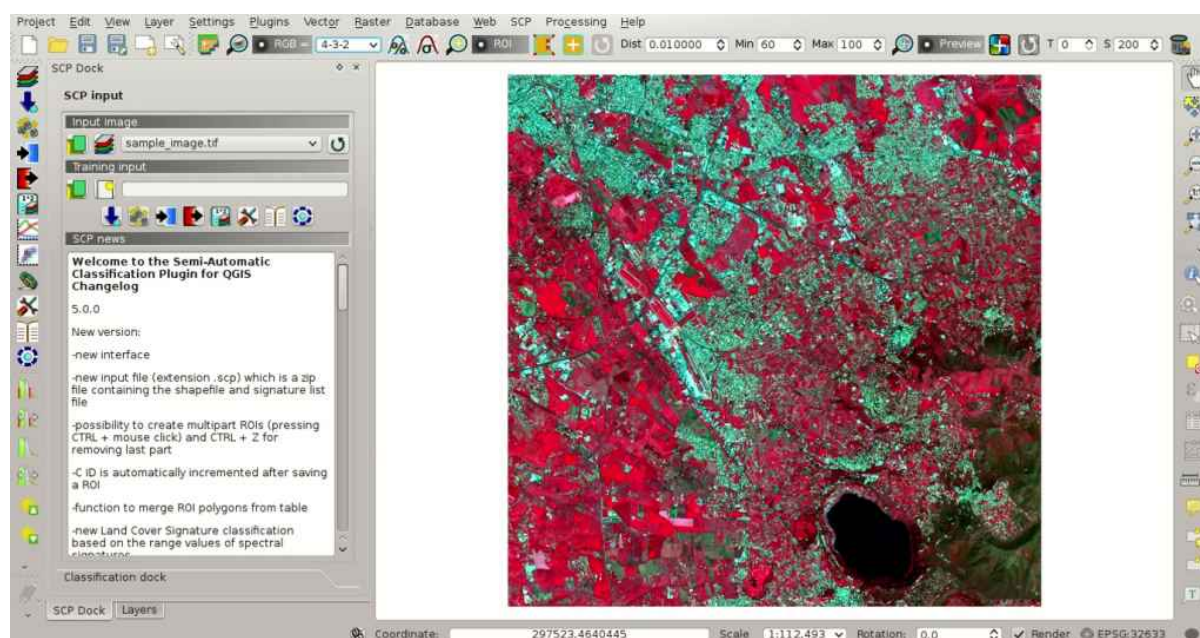 Project Edit View Layer Settings Plugins Vector Raster Database Web SCP Processing Help
RGB = 4-3-2 ROI Dist 0.010000 Min 60 Max 100 Preview T 0 S 200
SCP Dock
SCP input
Input image
sample_image.tif
Training input
SCP news
Welcome to the Semi-Automatic
Classification Plugin for QGIS
Changelog
5.0.0
New version:
-new interface
-new input file (extension .scp) which is a zip
file containing the shapefile and signature list
file
-possibility to create multipart ROIs (pressing
CTRL + mouse click) and CTRL + Z for
removing last part
-C ID is automatically incremented after saving
a ROI
-function to merge ROI polygons from table
-new Land Cover Signature classification
based on the range values of spectral
signatures
Classification dock
SCP Dock Layers
Coordinate: 297523.4640445 Scale 1:112.493 Rotation: 0.0 Render EPSG:32633